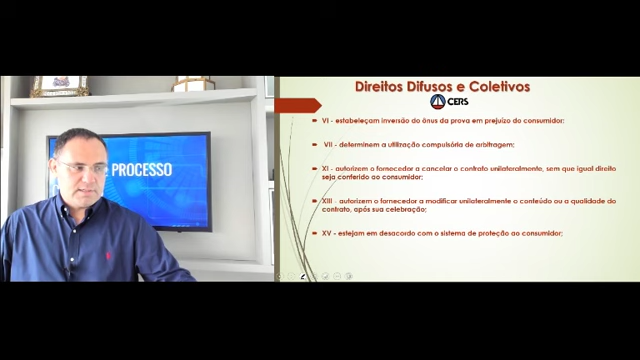 PROCESSO
Direitos Difusos e Coletivos
CERS
VI - estabeleçam inversão do ônus da prova em prejuízo do consumidor;
VII - determinem a utilização compulsória de arbitragem;
XI - autorizem o fornecedor a cancelar o contrato unilateralmente, sem que igual direito
seja conferido ao consumidor;
XIII - autorizem o fornecedor a modificar unilateralmente o conteúdo ou a qualidade do
contrato, após sua celebração;
XV - estejam em desacordo com o sistema de proteção ao consumidor;